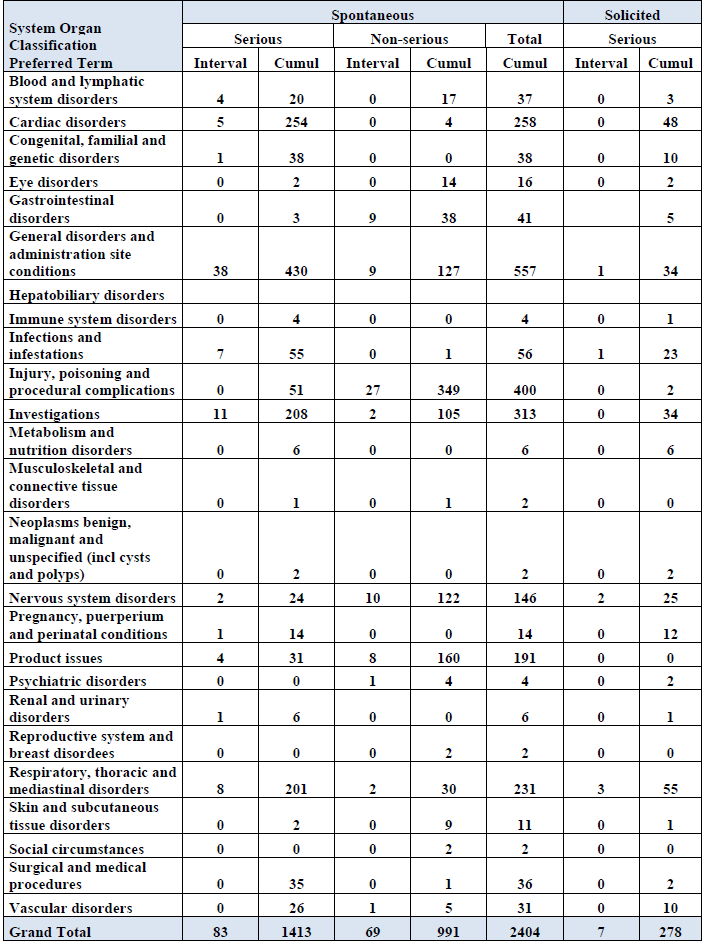 System Organ Classification Preferred Term | Spontaneous | Solicited
Serious | Non-serious | Total | Serious
Interval | Cumul | Interval | Cumul | Cumul | Interval | Cumul
Blood and lymphatic
system disorders 4 20 0 17 37 0 3
Cardiac disorders 5 254 0 4 258 0 48
Congenital, familial and
genetic disorders 1 38 0 0 38 0 10
Eye disorders 0 2 0 14 16 0 2
Gastrointestinal
disorders 0 3 9 38 41 5
General disorders and
administration site
conditions 38 430 9 127 557 1 34
Hepatobiliary disorders
Immune system disorders 0 4 0 0 4 0 1
Infections and
infestations 7 55 0 1 56 1 23
Injury, poisoning and
procedural complications 0 51 27 349 400 0 2
Investigations 11 208 2 105 313 0 34
Metabolism and
nutrition disorders 0 6 0 0 6 0 6
Musculoskeletal and
connective tissue
disorders 0 1 0 1 2 0 0
Neoplasms benign,
malignant and
unspecified (incl cysts
and polyps) 0 2 0 0 2 0 2
Nervous system disorders 2 24 10 122 146 2 25
Pregnancy, puerperium
and perinatal conditions 1 14 0 0 14 0 12
Product issues 4 31 8 160 191 0 0
Psychiatric disorders 0 0 1 4 4 0 2
Renal and urinary
disorders 1 6 0 0 6 0 1
Reproductive system and
breast disordees 0 0 0 2 2 0 0
Respiratory, thoracic and
mediastinal disorders 8 201 2 30 231 3 55
Skin and subcutaneous
tissue disorders 0 2 0 9 11 0 1
Social circumstances 0 0 0 2 2 0 0
Surgical and medical
procedures 0 35 0 1 36 0 2
Vascular disorders 0 26 1 5 31 0 10
Grand Total 83 1413 69 991 2404 7 278